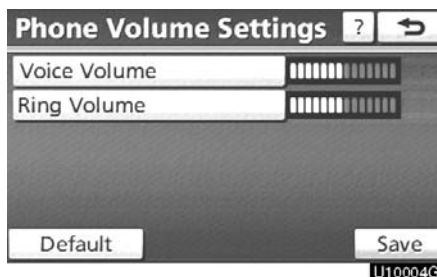 Phone Volume Settings ?
Voice Volume
Ring Volume
Default Save
U10004G